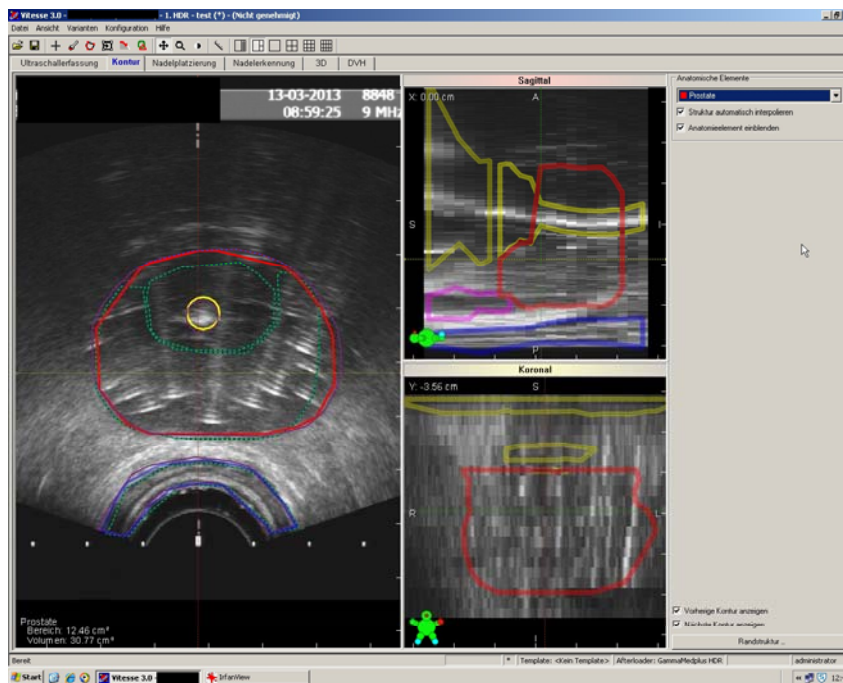 Vitesse 3.0 - - 1. HDR - test (*) - (Nicht genehmigt)
Datei Ansicht Varianten Konfiguration Hilfe
Ultraschallerfassung Kontur Nadelplatzierung Nadelerkennung 3D DVH
13-03-2013 8848
08:59:25 9 MHz
Prostate
Bereich: 12.46 cm²
Volumen: 30.77 cm³
Sagittal
X: 0.00 cm A
S I
P
Koronal
Y: -3.56 cm S
R L
I
Anatomische Elemente
Prostate
Struktur automatisch interpolieren
Anatomieelement einblenden
Vorherige Kontur anzeigen
Nächste Kontur anzeigen
Randstruktur ...
Bereit * Template: <Kein Template> Afterloader: GammaMedplus HDR administrator
Start Vitesse 3.0 - IrfanView